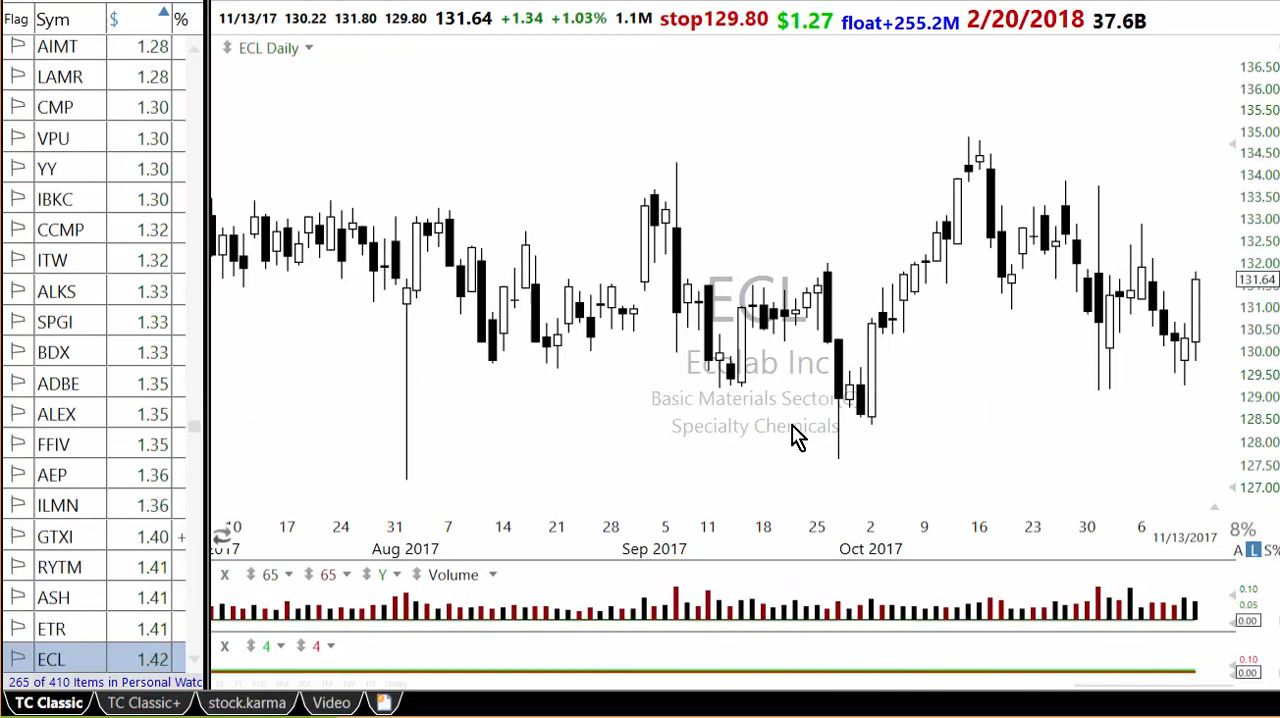 Flag Sym $ %
AIMT 1.28
LAMR 1.28
CMP 1.30
VPU 1.30
YY 1.30
IBKC 1.30
CCMP 1.32
ITW 1.32
ALKS 1.33
SPGI 1.33
BDX 1.33
ADBE 1.35
ALEX 1.35
FFIV 1.35
AEP 1.36
ILMN 1.36
GTXI 1.40 +
RYTM 1.41
ASH 1.41
ETR 1.41
ECL 1.42
265 of 410 Items in Personal Watc
11/13/17 130.22 131.80 129.80 131.64 +1.34 +1.03% 1.1M stop129.80 $1.27 float+255.2M 2/20/2018 37.6B
ECL Daily
136.50
136.00
135.50
135.00
134.50
134.00
133.50
133.00
132.50
132.00
131.64
131.00
130.50
130.00
129.50
129.00
128.50
128.00
127.50
127.00
ECL
Ecolab Inc
Basic Materials Sector
Specialty Chemicals
10 17 24 31 7 14 21 28 5 11 18 25 2 9 16 23 30 6 8%
2017 Aug 2017 Sep 2017 Oct 2017 11/13/2017
A L S%
X 65 65 Y Volume
0.10
0.05
0.00
X 4 4
0.10
0.00
TC Classic TC Classic+ stock.karma Video